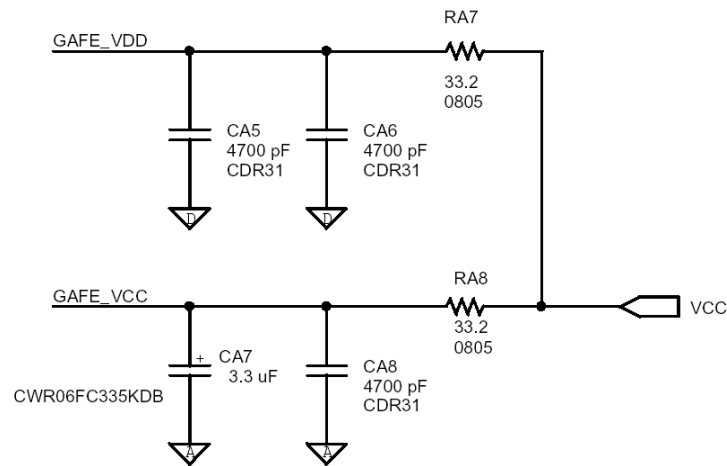 RA7
GAFE_VDD
33.2
0805
CA5
4700 pF
CDR31
CA6
4700 pF
CDR31
D
D
RA8
GAFE_VCC
33.2
0805
VCC
+
CA7
3.3 uF
CWR06FC335KDB
CA8
4700 pF
CDR31
A
A